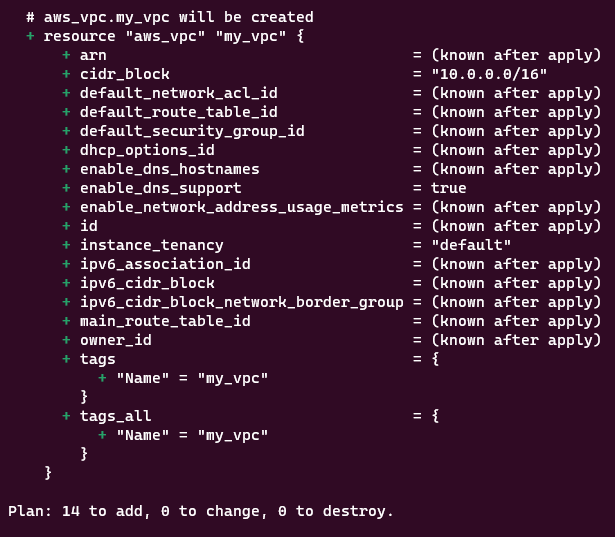 # aws_vpc.my_vpc will be created
+ resource "aws_vpc" "my_vpc" {
+ arn = (known after apply)
+ cidr_block = "10.0.0.0/16"
+ default_network_acl_id = (known after apply)
+ default_route_table_id = (known after apply)
+ default_security_group_id = (known after apply)
+ dhcp_options_id = (known after apply)
+ enable_dns_hostnames = (known after apply)
+ enable_dns_support = true
+ enable_network_address_usage_metrics = (known after apply)
+ id = (known after apply)
+ instance_tenancy = "default"
+ ipv6_association_id = (known after apply)
+ ipv6_cidr_block = (known after apply)
+ ipv6_cidr_block_network_border_group = (known after apply)
+ main_route_table_id = (known after apply)
+ owner_id = (known after apply)
+ tags = {
+ "Name" = "my_vpc"
}
+ tags_all = {
+ "Name" = "my_vpc"
}
}
Plan: 14 to add, 0 to change, 0 to destroy.